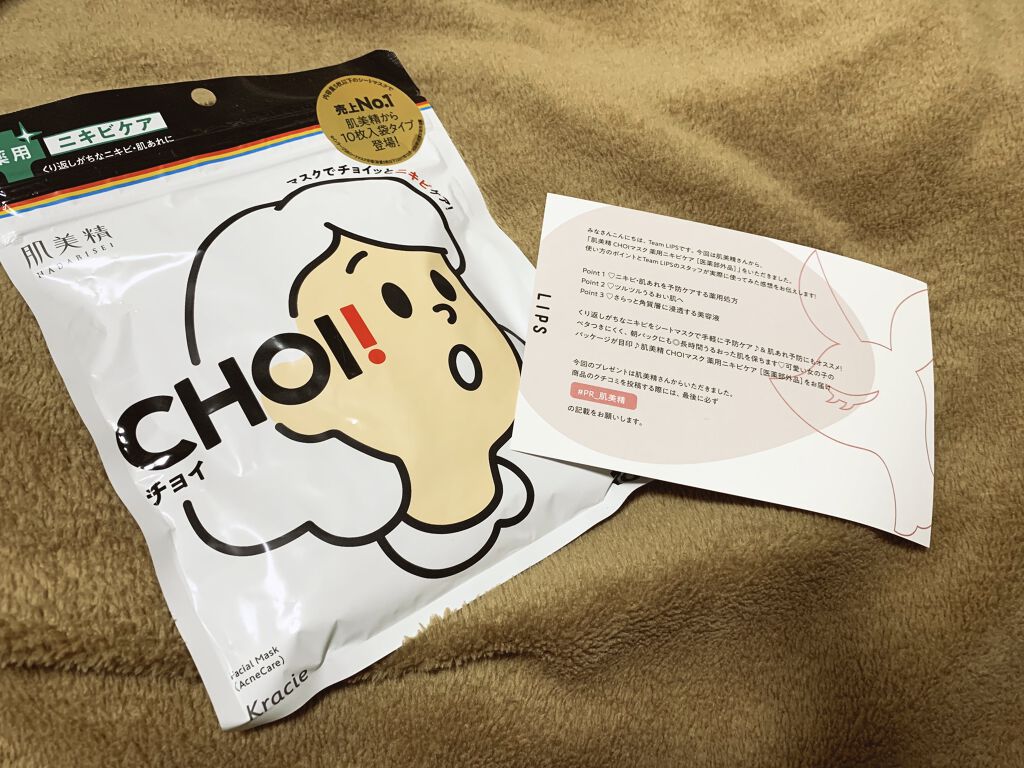 薬用
ニキビケア
くり返しがちなニキビ・肌あれに
売上No.1
肌美精から
10枚入袋タイプ
登場!
マスクでチョイッとニキビケア!
肌美精
HADABISEI
CHOI!
チョイ
Facial Mask
(AcneCare)
Kracie
LIPS
みなさんこんにちは、Team LIPSです。今回は肌美精さんから、
「肌美精 CHOIマスク 薬用ニキビケア [医薬部外品]」をいただきました。
使い方のポイントとTeam LIPSのスタッフが実際に使ってみた感想をお伝えします!
Point 1 ♡ニキビ・肌あれを予防ケアする薬用処方
Point 2 ♡ツルツルうるおい肌へ
Point 3 ♡さらっと角質層に浸透する美容液
くり返しがちなニキビをシートマスクで手軽に予防ケア♪& 肌あれ予防にもオススメ!
ベタつきにくく、朝パックにも◎長時間うるおった肌を保ちます♡可愛い女の子の
パッケージが目印♪肌美精 CHOIマスク 薬用ニキビケア [医薬部外品]をお届け
今回のプレゼントは肌美精さんからいただきました。
商品のクチコミを投稿する際には、最後に必ず
#PR_肌美精
の記載をお願いします。